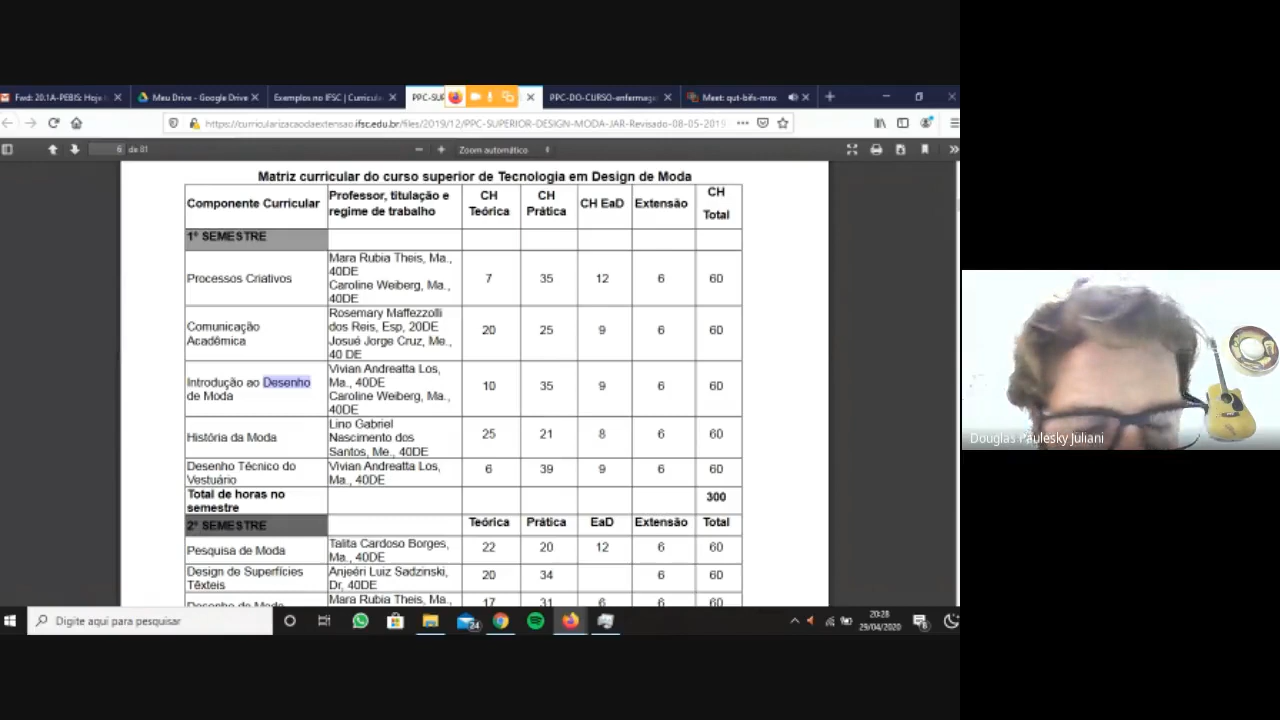 Fwd: 20.1A-PEBIS: Hoje
Meu Drive - Google Drive
Exemplos no IFSC | Curricula
PPC-SUP
PPC-DO-CURSO-enfermag
Meet: qut-bifs-mnx
https://curricularizacaodaextensao.ifsc.edu.br/files/2019/12/PPC-SUPERIOR-DESIGN-MODA-JAR-Revisado-08-05-2019
6 de 81
Zoom automático
Matriz curricular do curso superior de Tecnologia em Design de Moda
Componente Curricular
Professor, titulação e
regime de trabalho
CH
Teórica
CH
Prática
CH EaD
Extensão
CH
Total
1º SEMESTRE
Processos Criativos
Mara Rubia Theis, Ma.,
40DE
Caroline Weiberg, Ma.,
40DE
7 35 12 6 60
Comunicação
Acadêmica
Rosemary Maffezzolli
dos Reis, Esp, 20DE
Josué Jorge Cruz, Me.,
40 DE
20 25 9 6 60
Introdução ao Desenho
de Moda
Vivian Andreatta Los,
Ma., 40DE
Caroline Weiberg, Ma.,
40DE
10 35 9 6 60
História da Moda
Lino Gabriel
Nascimento dos
Santos, Me., 40DE
25 21 8 6 60
Desenho Técnico do
Vestuário
Vivian Andreatta Los,
Ma., 40DE
6 39 9 6 60
Total de horas no
semestre
300
2º SEMESTRE
Teórica Prática EaD Extensão Total
Pesquisa de Moda
Talita Cardoso Borges,
Ma., 40DE
22 20 12 6 60
Design de Superfícies
Têxteis
Anjeéri Luiz Sadzinski,
Dr, 40DE
20 34 6 60
Desenho de Moda
Mara Rubia Theis, Ma.,
17 31 6 6 60
Digite aqui para pesquisar
24
20:28
29/04/2020
Douglas Paulesky Juliani